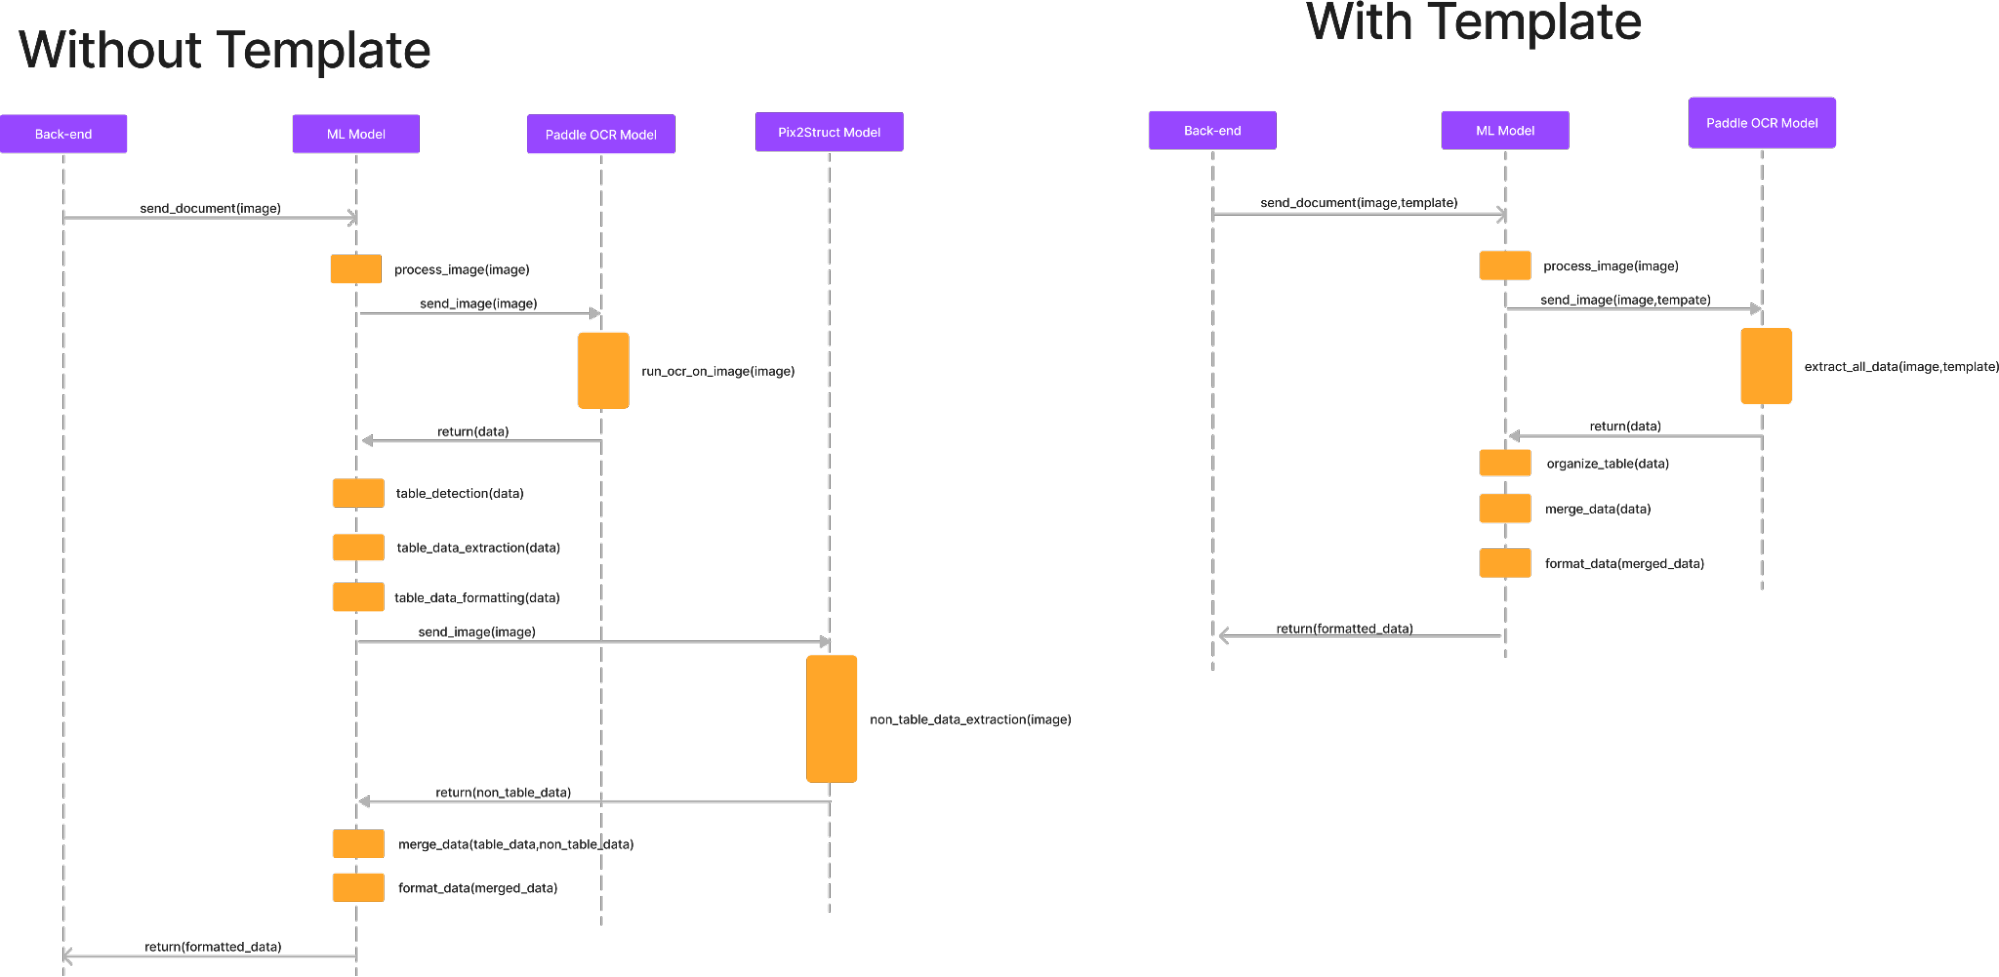 Without Template
Back-end
ML Model
Paddle OCR Model
Pix2Struct Model
send_document(image)
process_image(image)
send_image(image)
run_ocr_on_image(image)
return(data)
table_detection(data)
table_data_extraction(data)
table_data_formatting(data)
send_image(image)
non_table_data_extraction(image)
return(non_table_data)
merge_data(table_data,non_table_data)
format_data(merged_data)
return(formatted_data)
With Template
Back-end
ML Model
Paddle OCR Model
send_document(image,template)
process_image(image)
send_image(image,tempate)
extract_all_data(image,template)
return(data)
organize_table(data)
merge_data(data)
format_data(merged_data)
return(formatted_data)